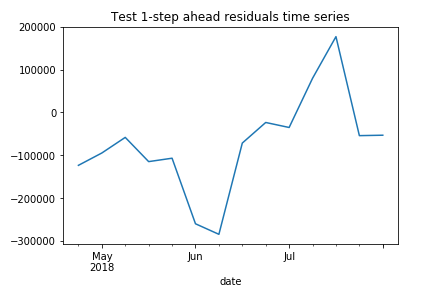 Test 1-step ahead residuals time series
200000
100000
0
−100000
−200000
−300000
May
2018
Jun
Jul
date